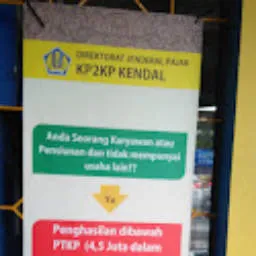 DIREKTORAT JENDERAL PAJAK
KP2KP KENDAL
Anda Seorang Karyawan atau
Pensiunan dan tidak mempunyai
usaha lain??
Ya
Penghasilan dibawah
PTKP (4,5 Juta dalam